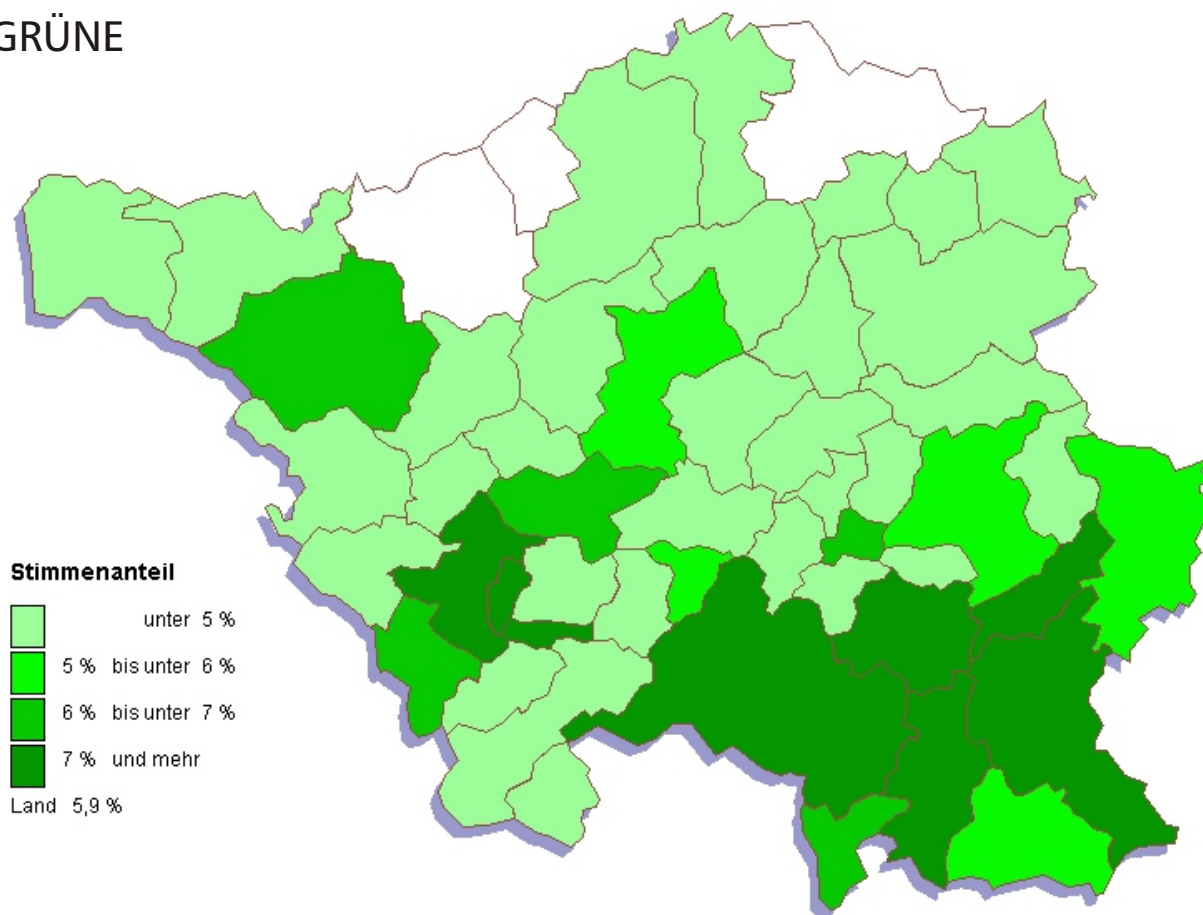 GRÜNE
Stimmenanteil
unter 5 %
5 % bis unter 6 %
6 % bis unter 7 %
7 % und mehr
Land 5,9 %